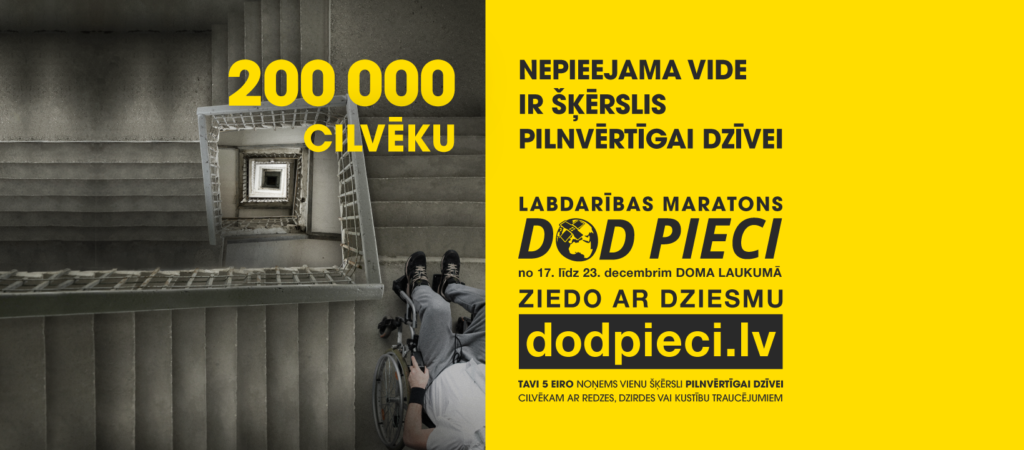 200 000
CILVĒKU
NEPIEEJAMA VIDE
IR ŠĶĒRSLIS
PILNVĒRTĪGAI DZĪVEI
LABDARĪBAS MARATONS
DOD PIECI
no 17. līdz 23. decembrim DOMA LAUKUMĀ
ZIEDO AR DZIESMU
dodpieci.lv
TAVI 5 EIRO NOŅEMS VIENU ŠĶĒRSLI PILNVĒRTĪGAI DZĪVEI
CILVĒKAM AR REDZES, DZIRDES VAI KUSTĪBU TRAUCĒJUMIEM